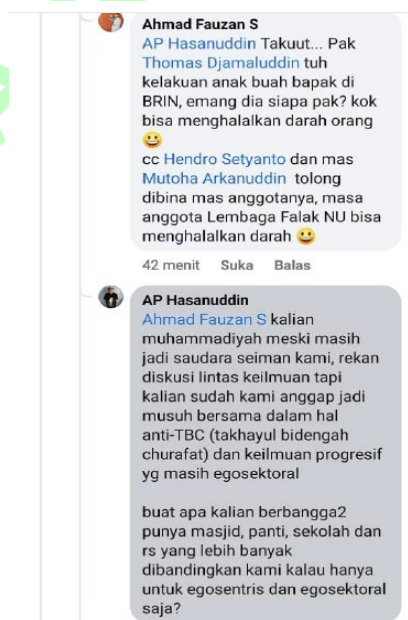 Ahmad Fauzan S
AP Hasanuddin Takuut... Pak
Thomas Djamaluddin tuh
kelakuan anak buah bapak di
BRIN, emang dia siapa pak? kok
bisa menghalalkan darah orang
😀
cc Hendro Setyanto dan mas
Mutoha Arkanuddin tolong
dibina mas anggotanya, masa
anggota Lembaga Falak NU bisa
menghalalkan darah 😀
42 menit Suka Balas
AP Hasanuddin
Ahmad Fauzan S kalian
muhammadiyah meski masih
jadi saudara seiman kami, rekan
diskusi lintas keilmuan tapi
kalian sudah kami anggap jadi
musuh bersama dalam hal
anti-TBC (takhayul bidengah
churafat) dan keilmuan progresif
yg masih egosektoral
buat apa kalian berbangga2
punya masjid, panti, sekolah dan
rs yang lebih banyak
dibandingkan kami kalau hanya
untuk egosentris dan egosektoral
saja?